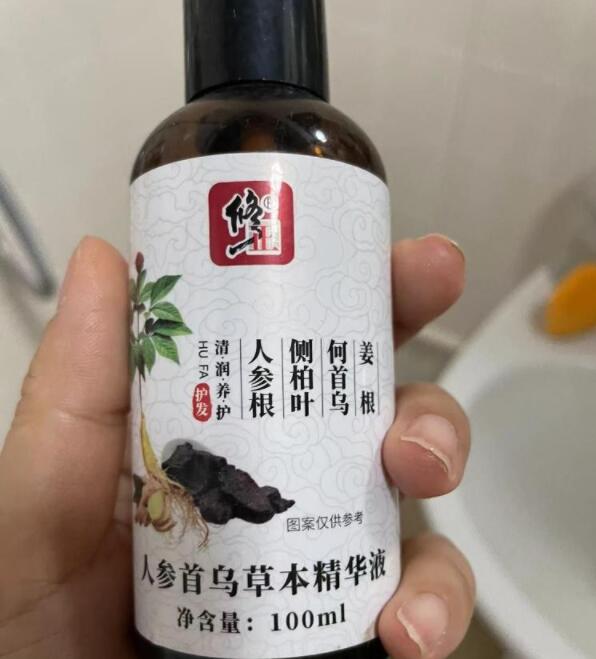 修正
姜根
何首乌
侧柏叶
人参根
清·润·养·护
HU FA
护发
图案仅供参考
人参首乌草本精华液
净含量：100ml